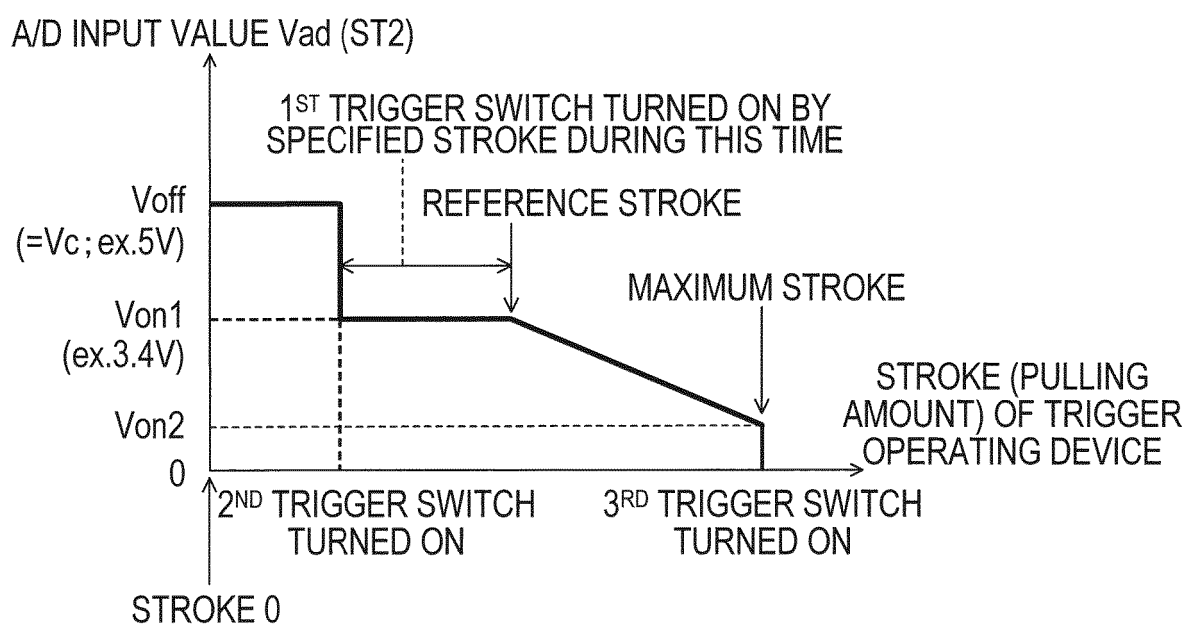 A/D INPUT VALUE Vad (ST2)
1ST TRIGGER SWITCH TURNED ON BY
SPECIFIED STROKE DURING THIS TIME
Voff
(=Vc;ex.5V)
REFERENCE STROKE
MAXIMUM STROKE
Von1
(ex.3.4V)
STROKE (PULLING
AMOUNT) OF TRIGGER
OPERATING DEVICE
Von2
0
2ND TRIGGER SWITCH
TURNED ON
3RD TRIGGER SWITCH
TURNED ON
STROKE 0